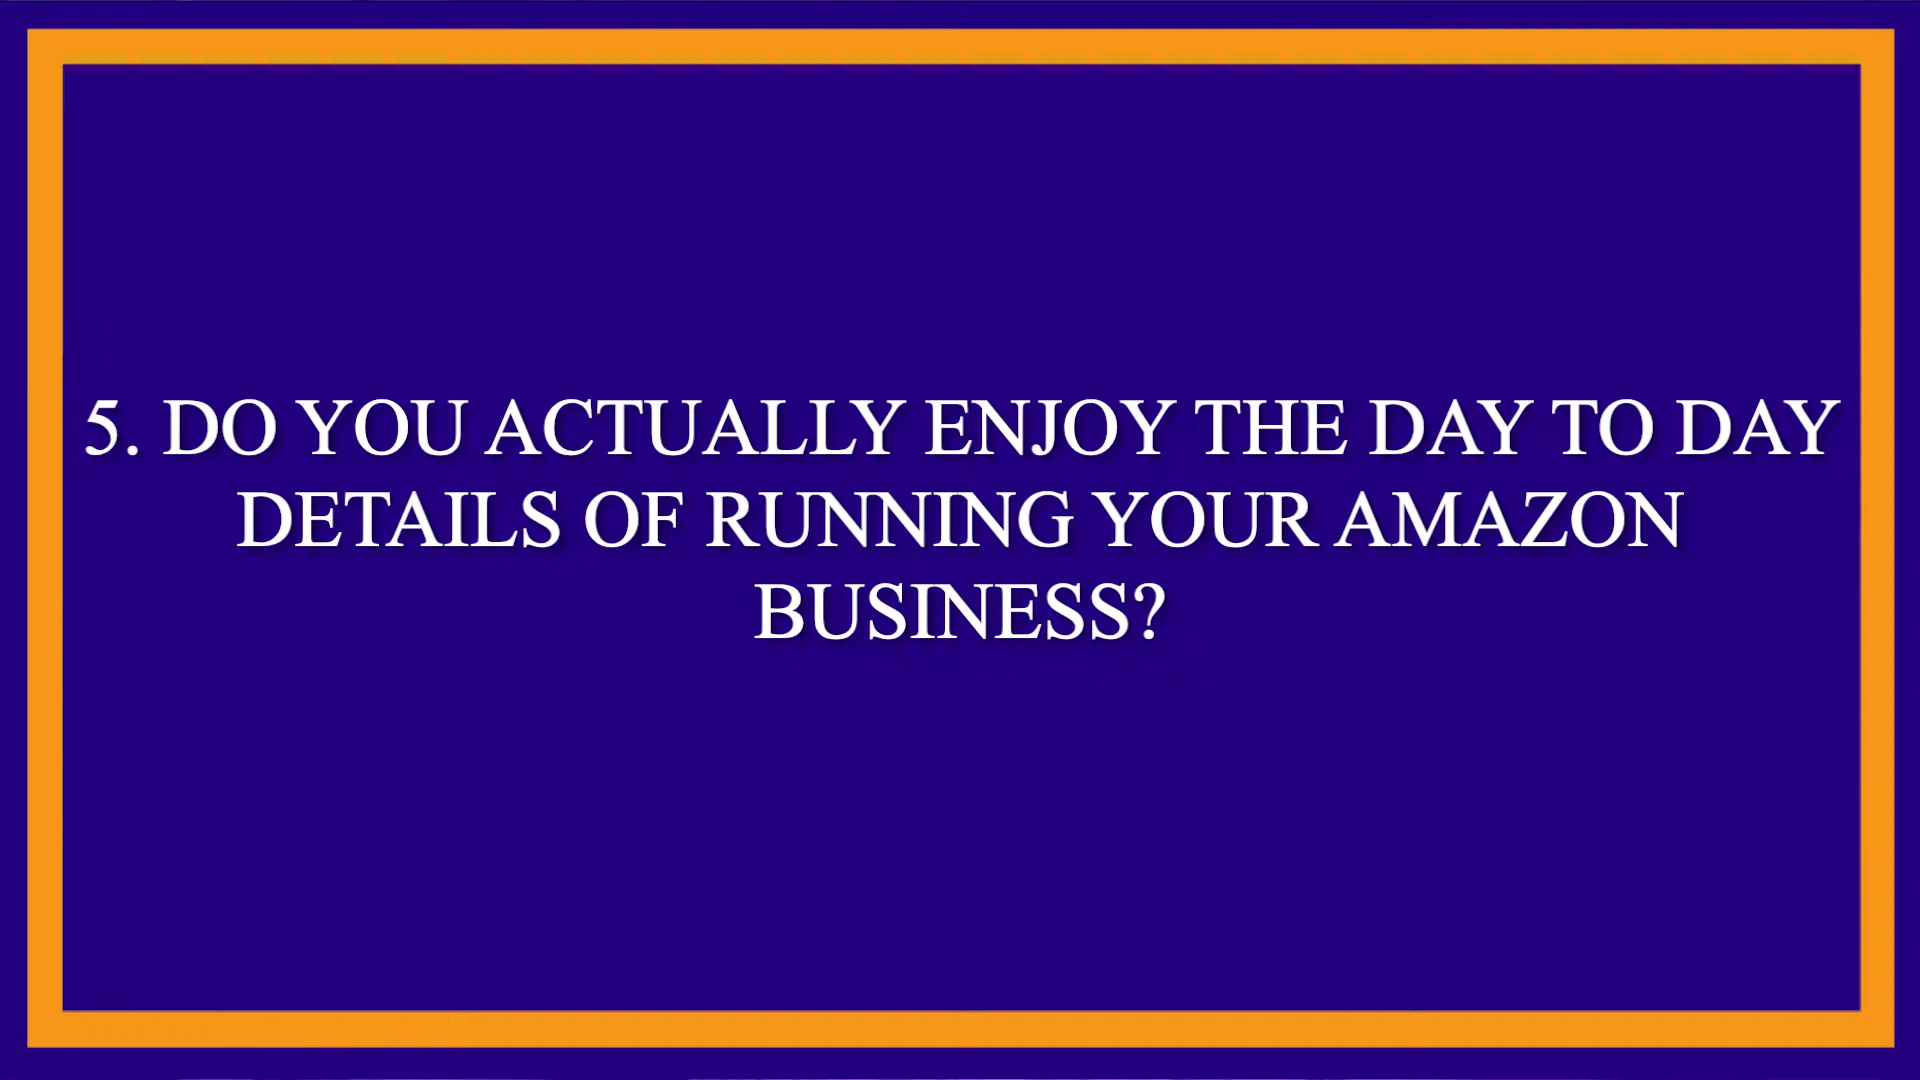 5. DO YOU ACTUALLY ENJOY THE DAY TO DAY
DETAILS OF RUNNING YOUR AMAZON
BUSINESS?